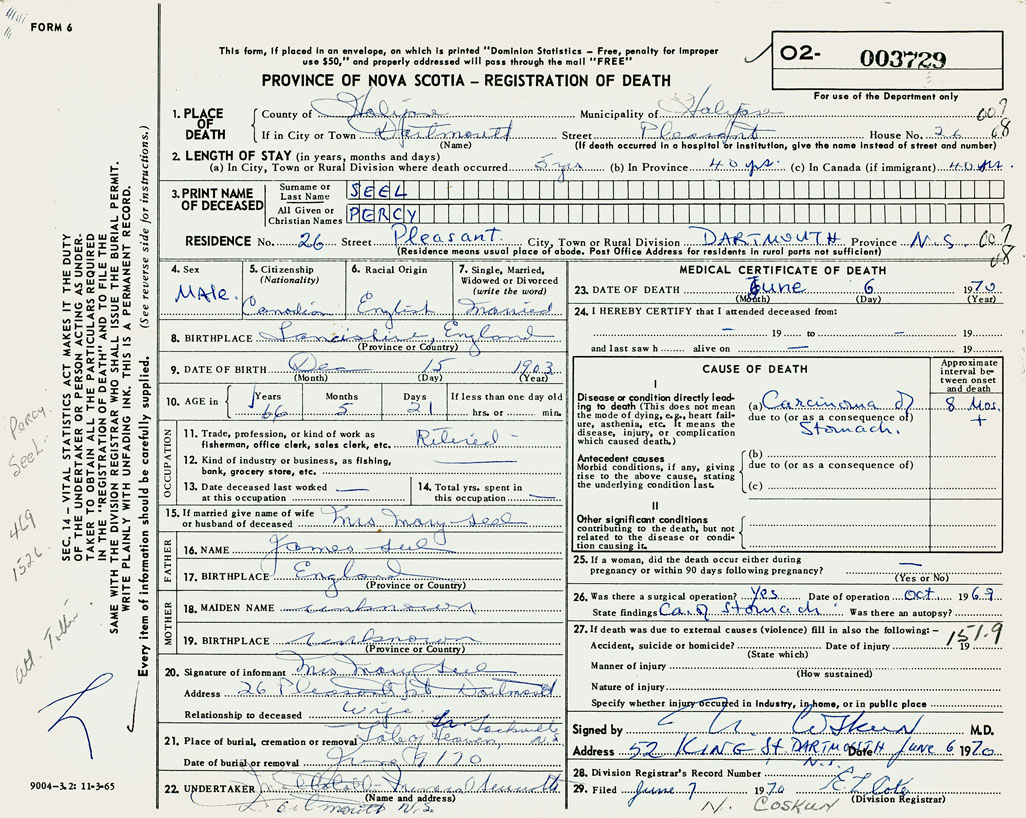 FORM 6
This form, if placed in an envelope, on which is printed "Dominion Statistics – Free, penalty for improper
use $50," and properly addressed will pass through the mail "FREE"
PROVINCE OF NOVA SCOTIA – REGISTRATION OF DEATH
02- 003729
For use of the Department only
1. PLACE OF DEATH
County of Halifax Municipality of Halifax
If in City or Town Dartmouth Street Pleasant House No. 26
(Name) (If death occurred in a hospital or institution, give the name instead of street and number)
2. LENGTH OF STAY (in years, months and days)
(a) In City, Town or Rural Division where death occurred 5 yrs (b) In Province 40 yrs. (c) In Canada (if immigrant) 40 yrs.
3. PRINT NAME OF DECEASED
Surname or Last Name SEEL
All Given or Christian Names PERCY
RESIDENCE No. 26 Street Pleasant. City, Town or Rural Division DARTMOUTH Province N.S.
(Residence means usual place of abode. Post Office Address for residents in rural parts not sufficient)
4. Sex
MALE.
5. Citizenship (Nationality)
Canadian
6. Racial Origin
English
7. Single, Married, Widowed or Divorced (write the word)
Married
8. BIRTHPLACE England
(Province or Country)
9. DATE OF BIRTH Dec 15 1903
(Month) (Day) (Year)
10. AGE in Years Months Days If less than one day old
66 5 21 hrs. or min.
OCCUPATION
11. Trade, profession, or kind of work as fisherman, office clerk, sales clerk, etc. Retired –
12. Kind of industry or business, as fishing, bank, grocery store, etc. —
13. Date deceased last worked at this occupation —
14. Total yrs. spent in this occupation —
15. If married give name of wife or husband of deceased Mrs Mary Seel
FATHER
16. NAME James Seel
17. BIRTHPLACE England
(Province or Country)
MOTHER
18. MAIDEN NAME unknown
19. BIRTHPLACE unknown
(Province or Country)
20. Signature of informant Mrs Mary Seel
Address 26 Pleasant St Dartmouth
Relationship to deceased Wife.
21. Place of burial, cremation or removal N.S.
Date of burial or removal June 9/70
22. UNDERTAKER
(Name and address)
Dartmouth N.S.
MEDICAL CERTIFICATE OF DEATH
23. DATE OF DEATH June 6 1970
(Month) (Day) (Year)
24. I HEREBY CERTIFY that I attended deceased from:
– 19 to – 19
and last saw h alive on — 19
CAUSE OF DEATH
Approximate interval between onset and death
I
Disease or condition directly leading to death (This does not mean the mode of dying, e.g., heart failure, asthenia, etc. It means the disease, injury, or complication which caused death.)
(a) Carcinoma of
due to (or as a consequence of)
Stomach.
8 Mos.
+
Antecedent causes
Morbid conditions, if any, giving rise to the above cause, stating the underlying condition last.
(b)
due to (or as a consequence of)
(c)
II
Other significant conditions
contributing to the death, but not related to the disease or condition causing it.
25. If a woman, did the death occur either during pregnancy or within 90 days following pregnancy? —
(Yes or No)
26. Was there a surgical operation? Yes Date of operation Oct 1969
State findings Ca. of Stomach. Was there an autopsy?
27. If death was due to external causes (violence) fill in also the following:–
151.9
Accident, suicide or homicide? Date of injury 19
(State which)
Manner of injury
(How sustained)
Nature of injury
Specify whether injury occurred in industry, in home, or in public place
Signed by N. Coskun M.D.
Address 52 KING St DARTMOUTH N.S. Date JUNE 6 1970
28. Division Registrar's Record Number
29. Filed June 7 1970
(Division Registrar)
N. COSKUN
SEC. 14 – VITAL STATISTICS ACT MAKES IT THE DUTY
OF THE UNDERTAKER OR PERSON ACTING AS UNDER-
TAKER TO OBTAIN ALL THE PARTICULARS REQUIRED
IN THE "REGISTRATION OF DEATH" AND TO FILE THE
SAME WITH THE DIVISION REGISTRAR WHO SHALL ISSUE THE BURIAL PERMIT.
WRITE PLAINLY WITH UNFADING INK. THIS IS A PERMANENT RECORD.
Every item of information should be carefully supplied. (See reverse side for instructions.)
Percy
Seel
469
1526
9004–3.2: 11-3-65